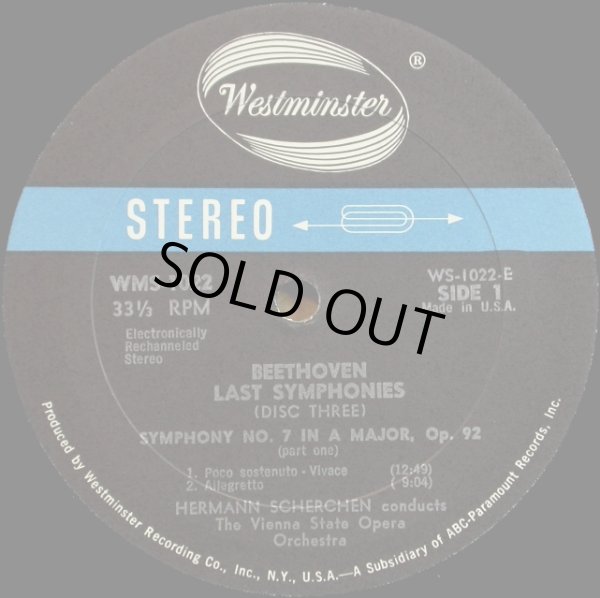 Westminster ®
STEREO
WMS-1022
WS-1022-E
33⅓ RPM
SIDE 1
Made in U.S.A.
SOLD OUT
Electronically
Rechanneled
Stereo
BEETHOVEN
LAST SYMPHONIES
(DISC THREE)
SYMPHONY NO. 7 IN A MAJOR, Op. 92
(part one)
1. Poco sostenuto - Vivace (12:49)
2. Allegretto ( 9:04)
HERMANN SCHERCHEN conducts
The Vienna State Opera
Orchestra
Produced by Westminster Recording Co., Inc., N.Y., U.S.A.—A Subsidiary of ABC-Paramount Records, Inc.